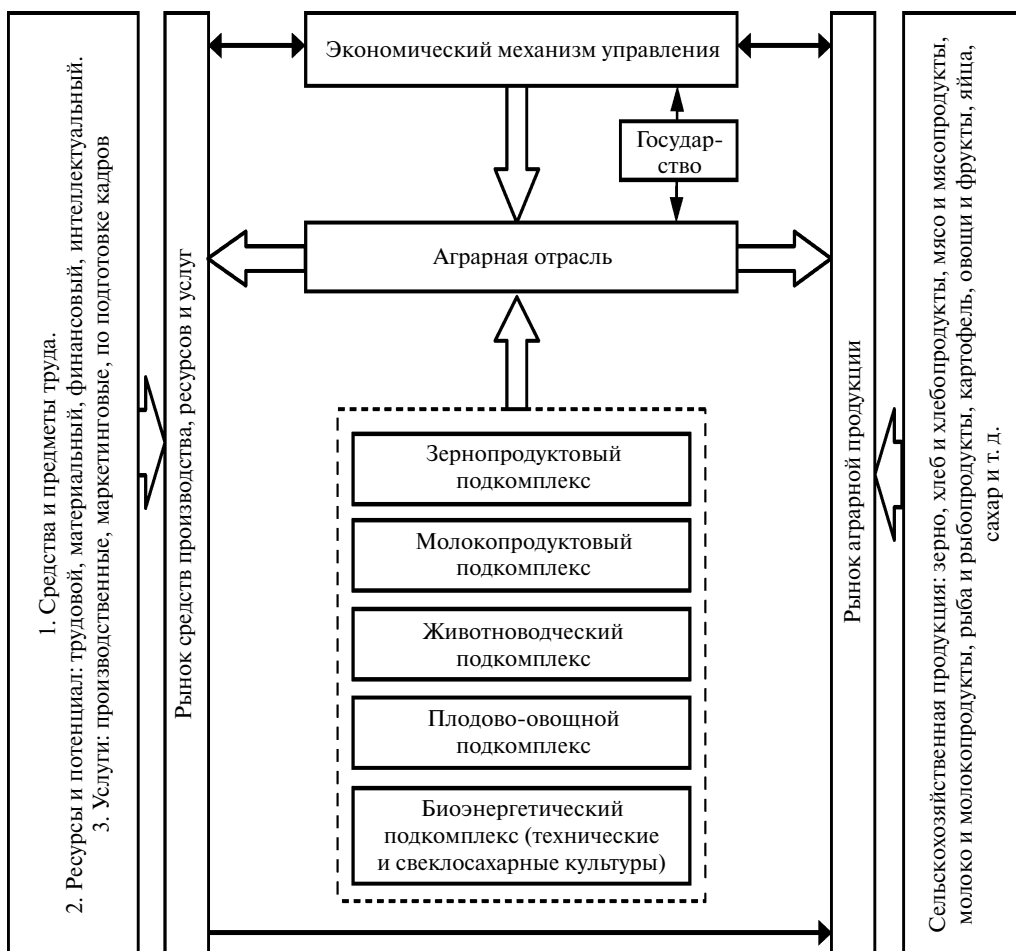 1. Средства и предметы труда.
2. Ресурсы и потенциал: трудовой, материальный, финансовый, интеллектуальный.
3. Услуги: производственные, маркетинговые, по подготовке кадров
Рынок средств производства, ресурсов и услуг
Экономический механизм управления
Государ-
ство
Аграрная отрасль
Зернопродуктовый
подкомплекс
Молокопродуктовый
подкомплекс
Животноводческий
подкомплекс
Плодово-овощной
подкомплекс
Биоэнергетический
подкомплекс (технические
и свеклосахарные культуры)
Рынок аграрной продукции
Сельскохозяйственная продукция: зерно, хлеб и хлебопродукты, мясо и мясопродукты,
молоко и молокопродукты, рыба и рыбопродукты, картофель, овощи и фрукты, яйца,
сахар и т. д.